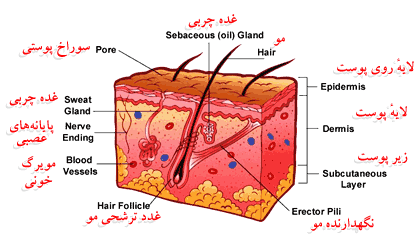 غده چربی
Sebaceous (oil) Gland
مو
Hair
سوراخ پوستی
Pore
لایهٔ روی پوست
Epidermis
غده چربی
Sweat
Gland
پایانه‌های
عصبی
Nerve
Ending
لایهٔ پوست
Dermis
مویرگ
خونی
Blood
Vessels
زیر پوست
Subcutaneous
Layer
Hair Follicle
غدد ترشحی مو
Erector Pili
نگهدارنده مو